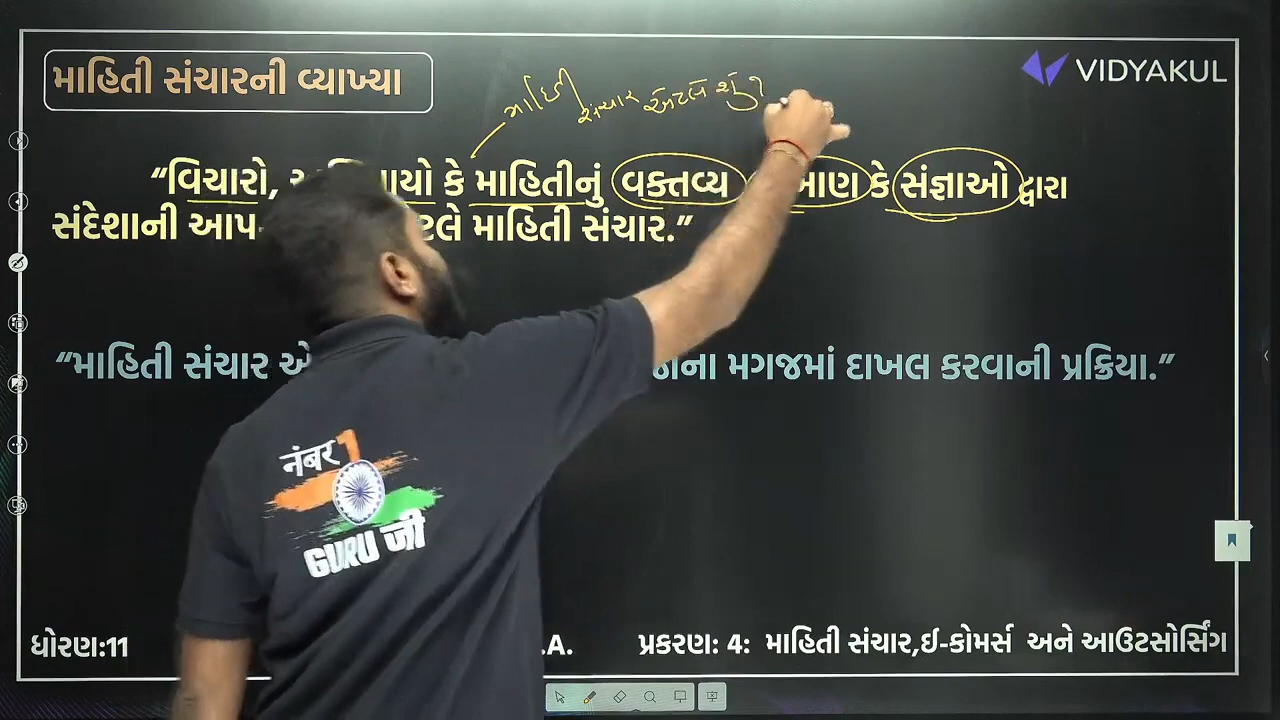 માહિતી સંચારની વ્યાખ્યા
VIDYAKUL
માહિતી સંચાર એટલે શું?
“વિચારો, કે માહિતીનું વક્તવ્ય કે સંજ્ઞાઓ દ્વારા
સંદેશાની માહિતી સંચાર.”
“માહિતી સંચાર મગજમાં દાખલ કરવાની પ્રક્રિયા.”
નંબર 1
GURU જી
ધોરણ:11
.A.
પ્રકરણ: 4: માહિતી સંચાર,ઈ-કોમર્સ અને આઉટસોર્સિંગ